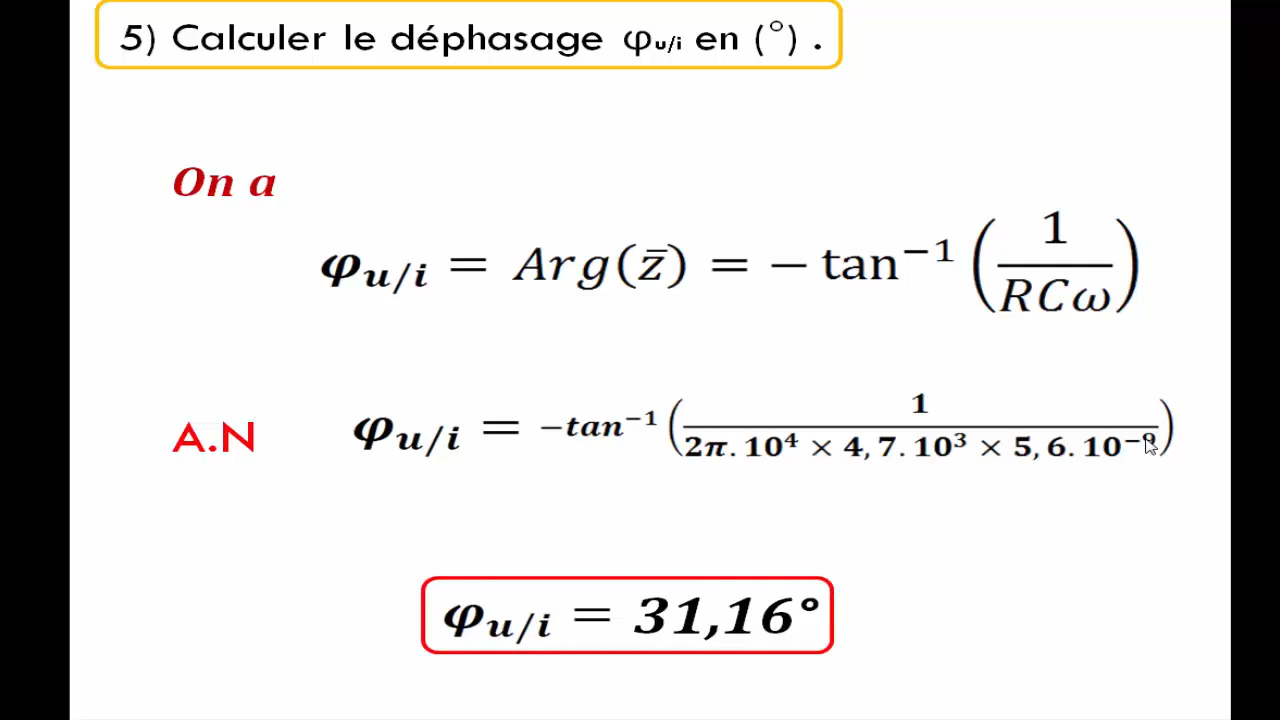 5) Calculer le déphasage φu/i en (°) .
On a
φu/i = Arg(z̄) = − tan⁻¹ (1 / RCω)
A.N φu/i = −tan⁻¹ (1 / 2π. 10⁴ × 4, 7. 10³ × 5, 6. 10⁻⁹)
φu/i = 31,16°